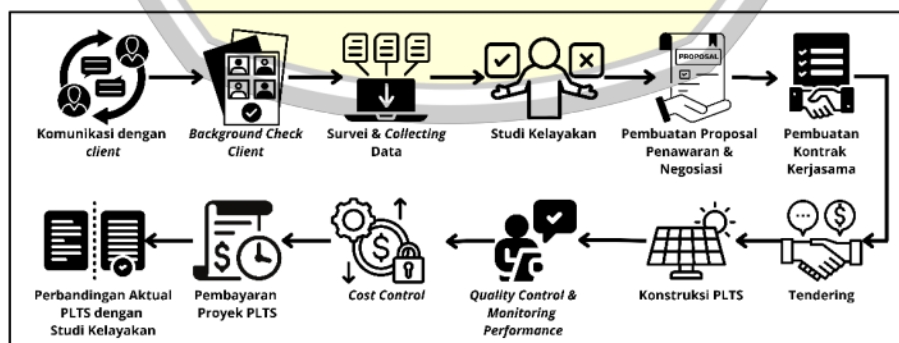 PROPOSAL
Komunikasi dengan
client
Background Check
Client
Survei & Collecting
Data
Studi Kelayakan
Pembuatan Proposal
Penawaran &
Negosiasi
Pembuatan
Kontrak
Kerjasama
Perbandingan Aktual
PLTS dengan
Studi Kelayakan
Pembayaran
Proyek PLTS
Cost Control
Quality Control &
Monitoring
Performance
Konstruksi PLTS
Tendering